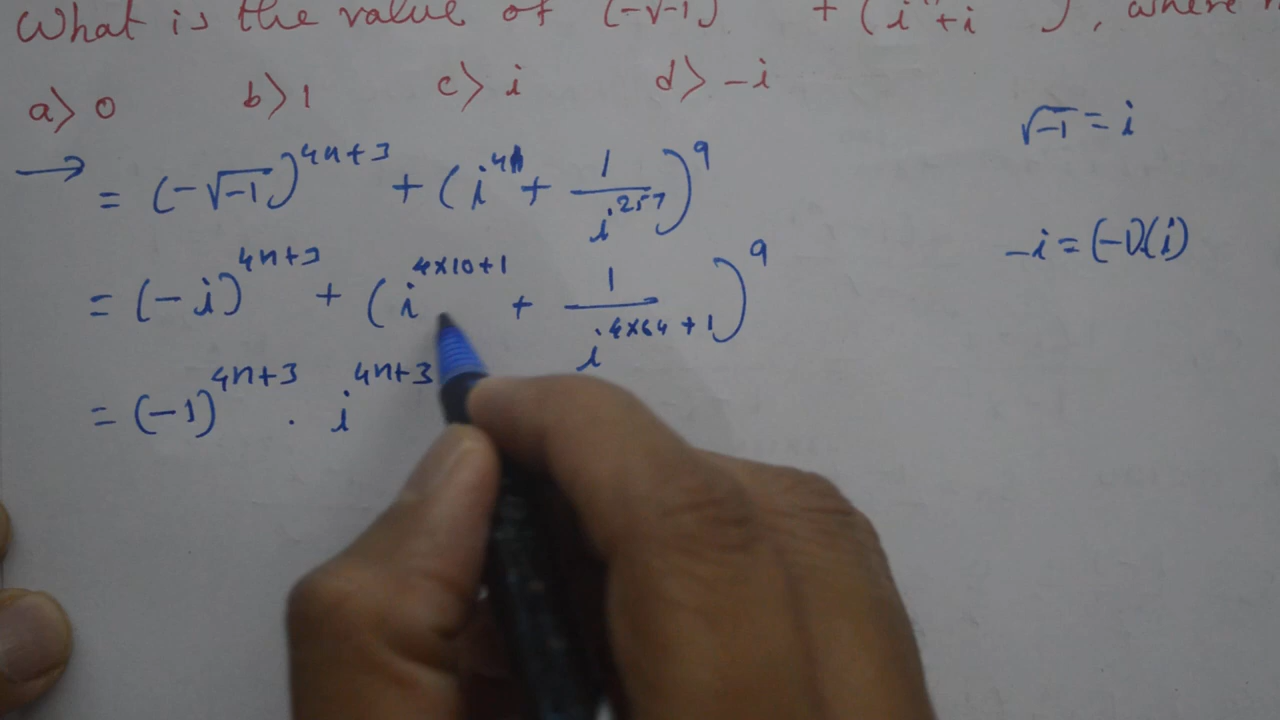 What is the value of (-√-1) + (i + i ), where
a> 0 b> 1 c> i d> -i
√-1 = i
→ = (-√-1)^4n+3 + (i^41 + 1/i^257)^9
-i = (-1)(i)
= (-i)^4n+3 + (i^4×10+1 + 1/i^4×64+1)^9
= (-1)^4n+3 . i^4n+3